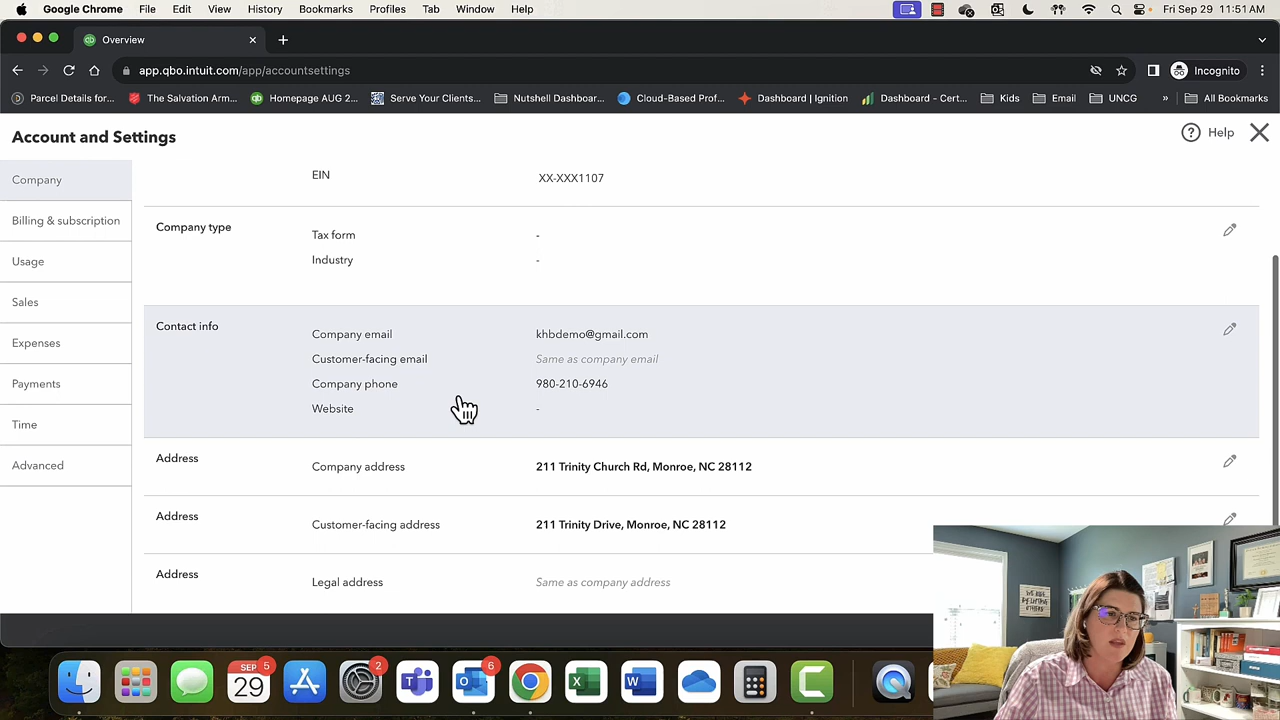 Google Chrome File Edit View History Bookmarks Profiles Tab Window Help Fri Sep 29 11:51 AM
Overview
app.qbo.intuit.com/app/accountsettings Incognito
Parcel Details for... The Salvation Arm... Homepage AUG 2... Serve Your Clients... Nutshell Dashboar... Cloud-Based Prof... Dashboard | Ignition Dashboard - Cert... Kids Email UNCG » All Bookmarks
Account and Settings Help
Company EIN XX-XXX1107
Billing & subscription Company type Tax form -
Usage Industry -
Sales
Contact info Company email khbdemo@gmail.com
Expenses Customer-facing email Same as company email
Payments Company phone 980-210-6946
Website -
Time
Address Company address 211 Trinity Church Rd, Monroe, NC 28112
Advanced
Address Customer-facing address 211 Trinity Drive, Monroe, NC 28112
Address Legal address Same as company address
SEP 5 2 6
29